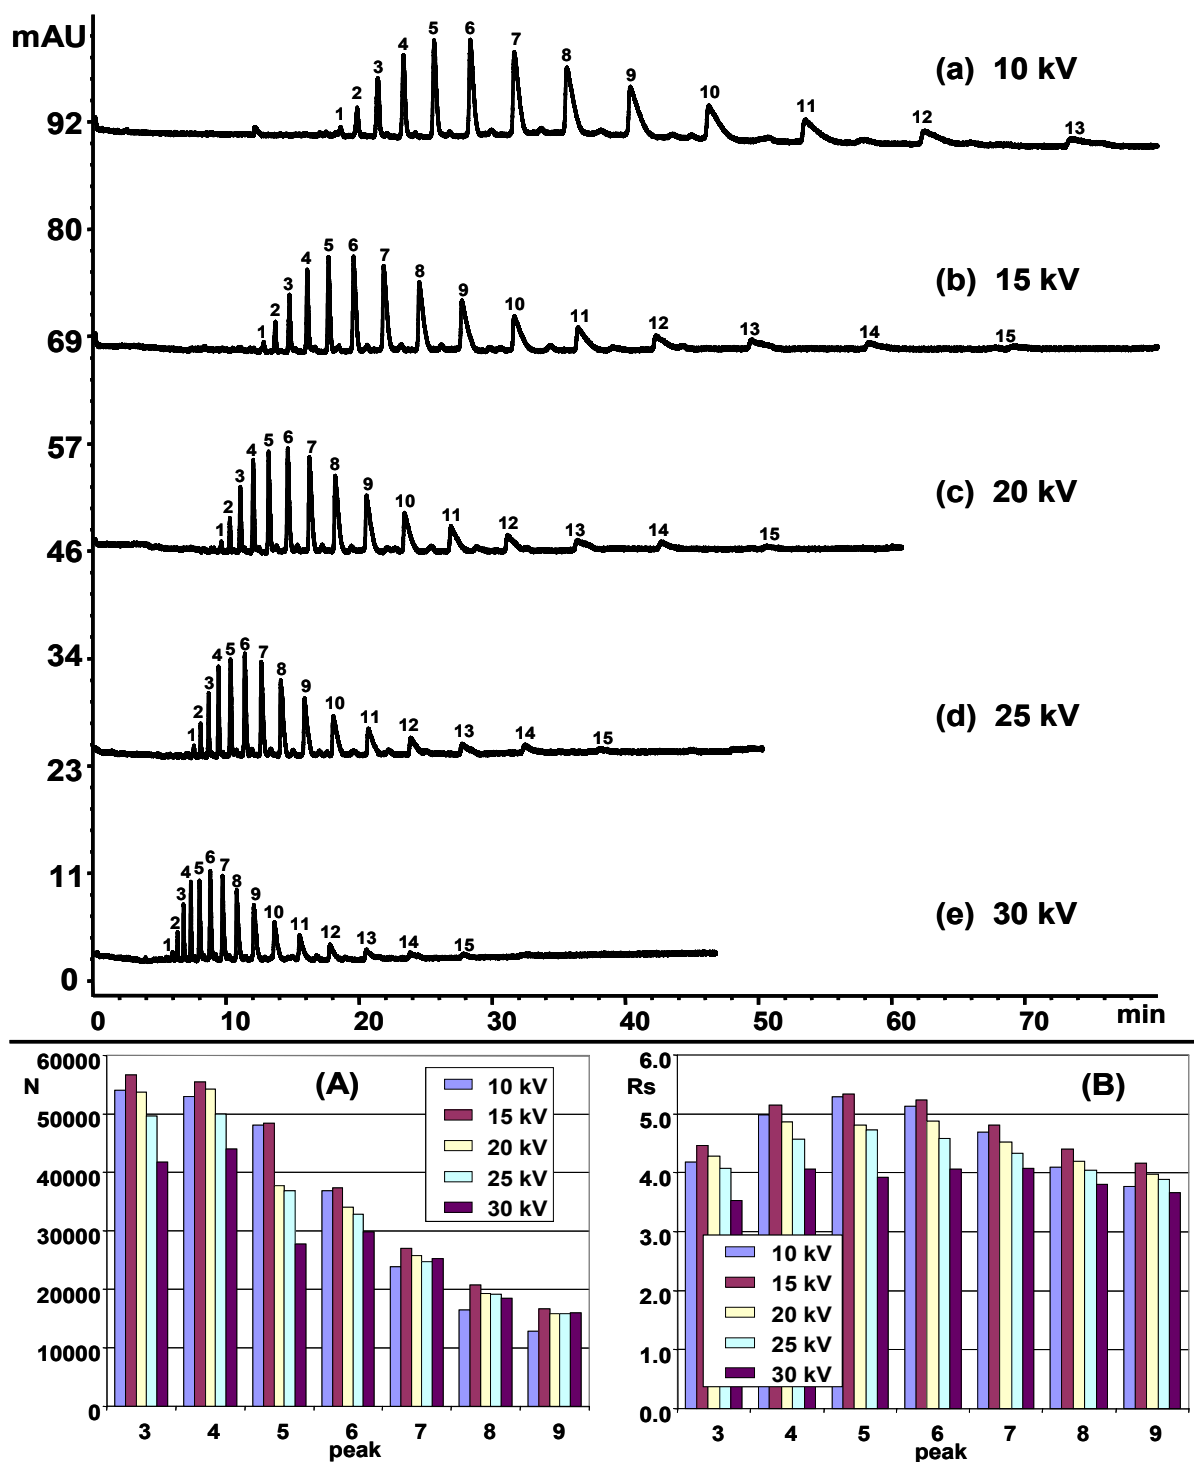 mAU
1 2 3 4 5 6 7 8 9 10 11 12 13
(a) 10 kV
92
80
1 2 3 4 5 6 7 8 9 10 11 12 13 14 15
(b) 15 kV
69
57
1 2 3 4 5 6 7 8 9 10 11 12 13 14 15
(c) 20 kV
46
34
1 2 3 4 5 6 7 8 9 10 11 12 13 14 15
(d) 25 kV
23
11
1 2 3 4 5 6 7 8 9 10 11 12 13 14 15
(e) 30 kV
0
0 10 20 30 40 50 60 70 min
60000
N
(A)
50000
40000
30000
20000
10000
0
10 kV
15 kV
20 kV
25 kV
30 kV
3 4 5 6 7 8 9
peak
6.0
Rs
(B)
5.0
4.0
3.0
2.0
1.0
0.0
10 kV
15 kV
20 kV
25 kV
30 kV
3 4 5 6 7 8 9
peak